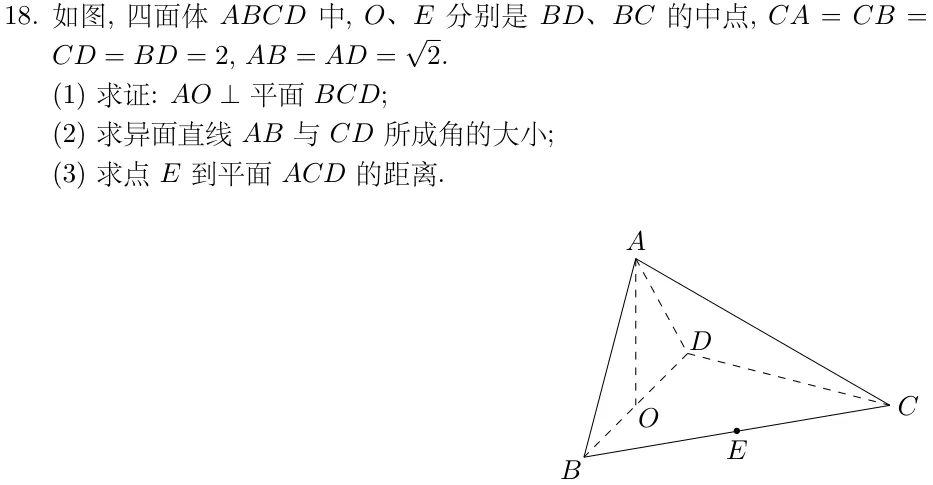 18. 如图, 四面体 ABCD 中, O、E 分别是 BD、BC 的中点, CA = CB =
CD = BD = 2, AB = AD = √2.
(1) 求证: AO ⊥ 平面 BCD;
(2) 求异面直线 AB 与 CD 所成角的大小;
(3) 求点 E 到平面 ACD 的距离.
A
D
O
C
E
B